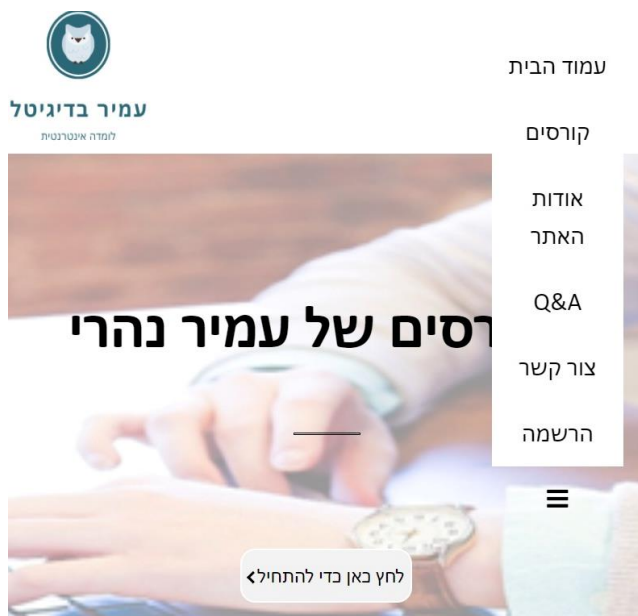 עמיר בדיגיטל
לומדה אינטרנטית
עמוד הבית
קורסים
אודות
האתר
Q&A
צור קשר
הרשמה
רסים של עמיר נהרי
לחץ כאן כדי להתחיל>